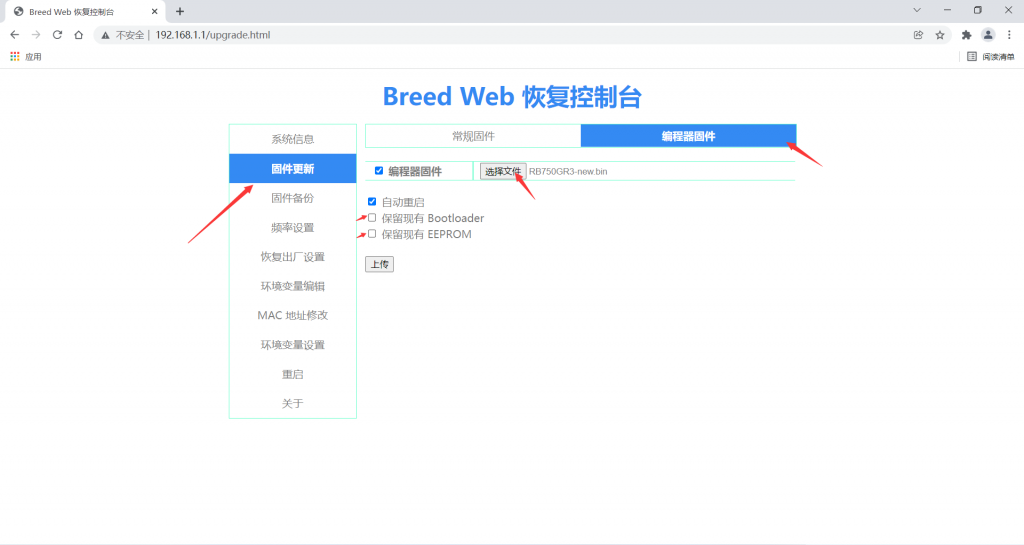 Breed Web 恢复控制台
不安全 | 192.168.1.1/upgrade.html
应用
阅读清单
Breed Web 恢复控制台
系统信息
固件更新
固件备份
频率设置
恢复出厂设置
环境变量编辑
MAC 地址修改
环境变量设置
重启
关于
常规固件
编程器固件
编程器固件
选择文件 RB750GR3-new.bin
自动重启
保留现有 Bootloader
保留现有 EEPROM
上传